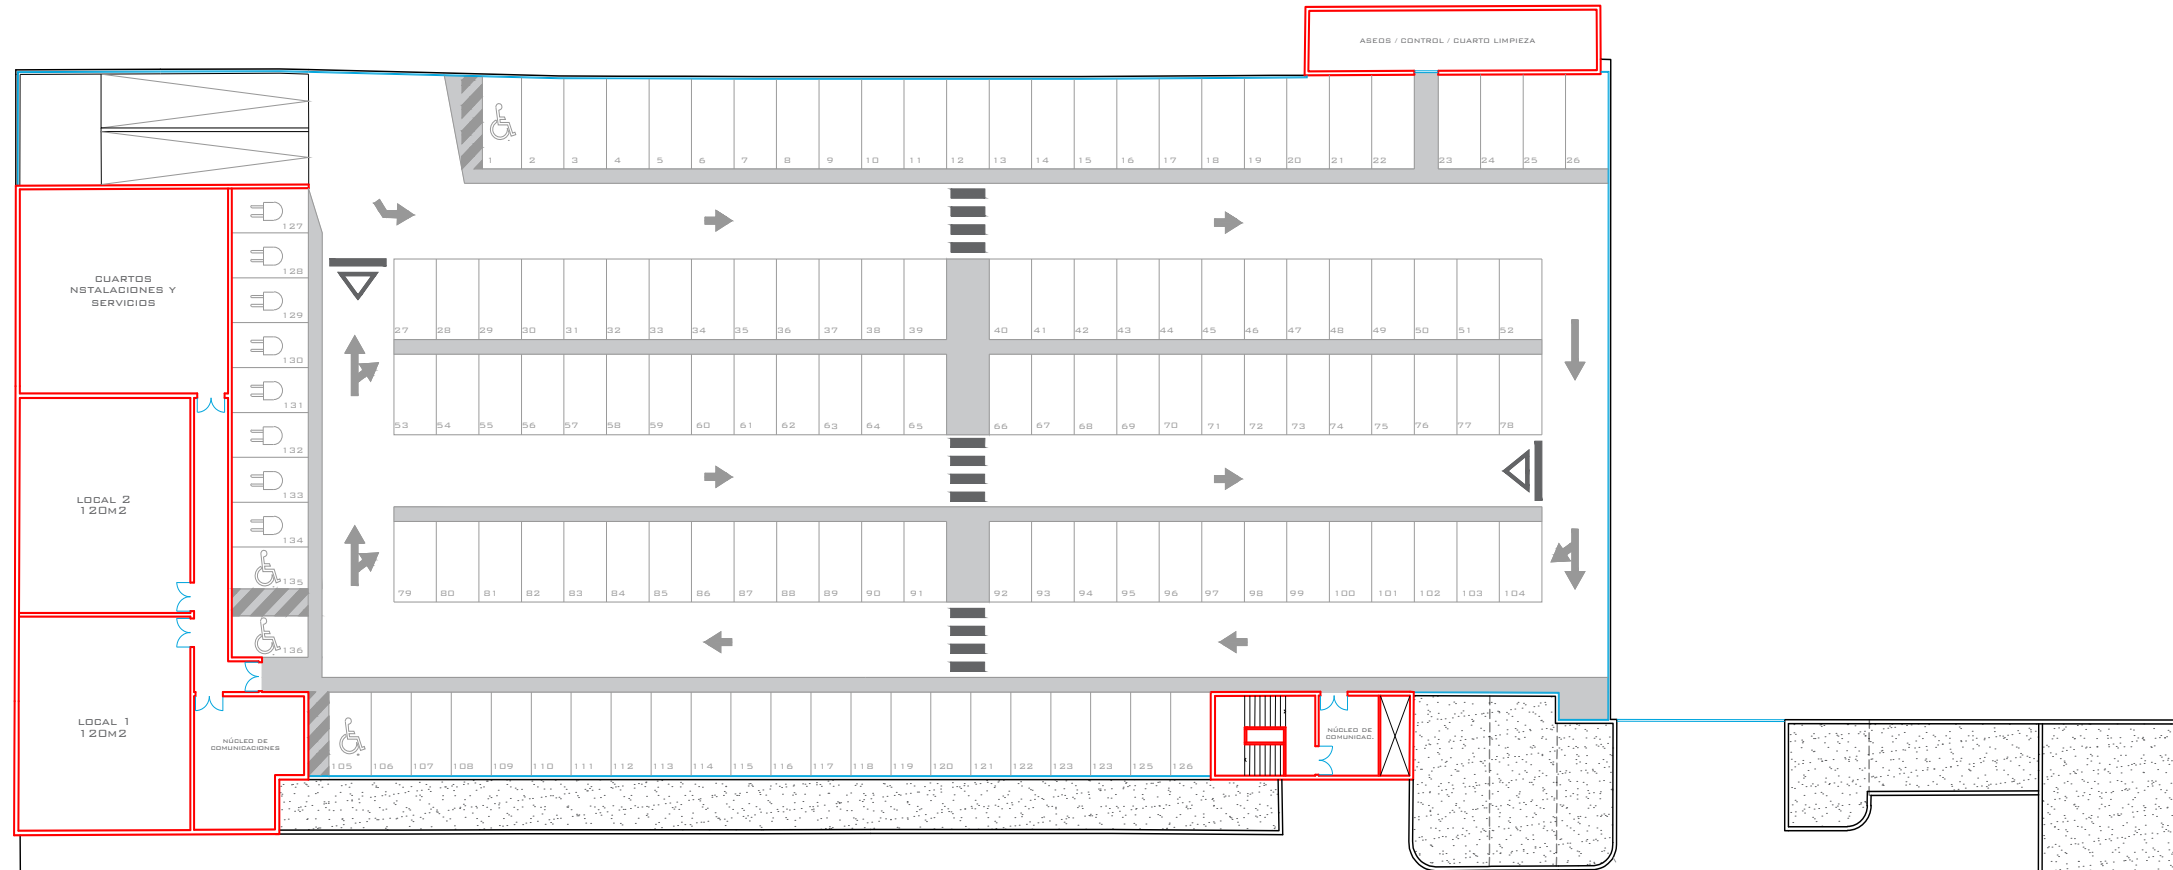 ASEOS / CONTROL / CUARTO LIMPIEZA
1 2 3 4 5 6 7 8 9 10 11 12 13 14 15 16 17 18 19 20 21 22 23 24 25 26
127
128
CUARTOS
NSTALACIONES Y
SERVICIOS
129
27 28 29 30 31 32 33 34 35 36 37 38 39 40 41 42 43 44 45 46 47 48 49 50 51 52
130
131
53 54 55 56 57 58 59 60 61 62 63 64 65 66 67 68 69 70 71 72 73 74 75 76 77 78
132
133
LOCAL 2
120M2
134
135
79 80 81 82 83 84 85 86 87 88 89 90 91 92 93 94 95 96 97 98 99 100 101 102 103 104
136
LOCAL 1
120M2
NÚCLEO DE
COMUNICACIONES
NÚCLEO DE
COMUNICAC.
105 106 107 108 109 110 111 112 113 114 115 116 117 118 119 120 121 122 123 123 125 126